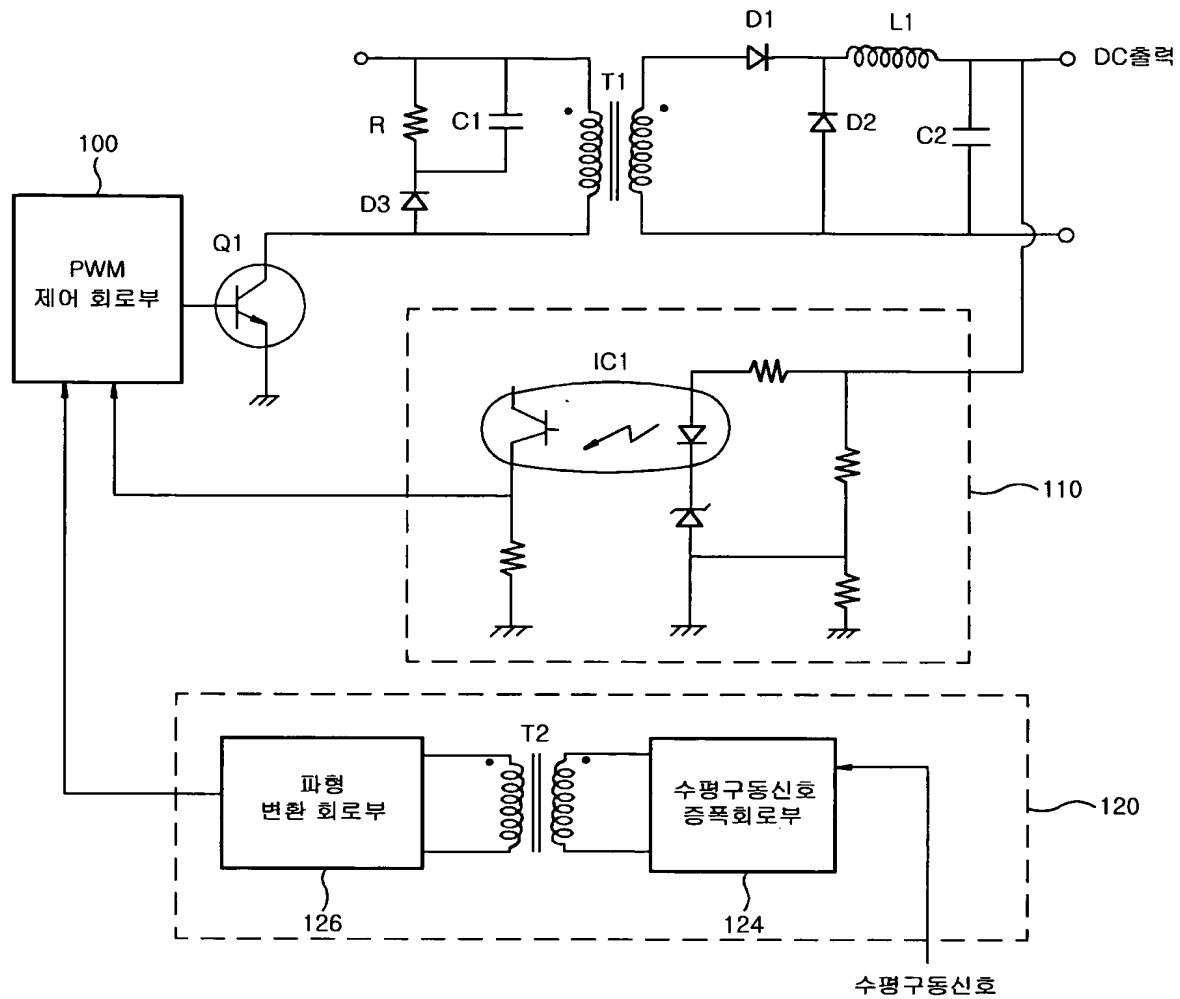 D1
L1
DC출력
T1
R
C1
D2
C2
100
D3
Q1
PWM
제어 회로부
IC1
110
T2
파형
변환 회로부
수평구동신호
증폭회로부
120
126
124
수평구동신호